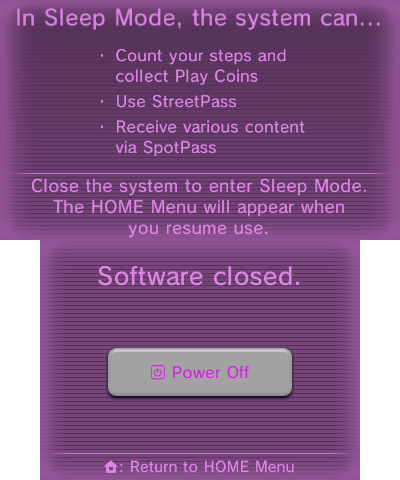 In Sleep Mode, the system can...
· Count your steps and
collect Play Coins
· Use StreetPass
· Receive various content
via SpotPass
Close the system to enter Sleep Mode.
The HOME Menu will appear when
you resume use.
Software closed.
Power Off
: Return to HOME Menu